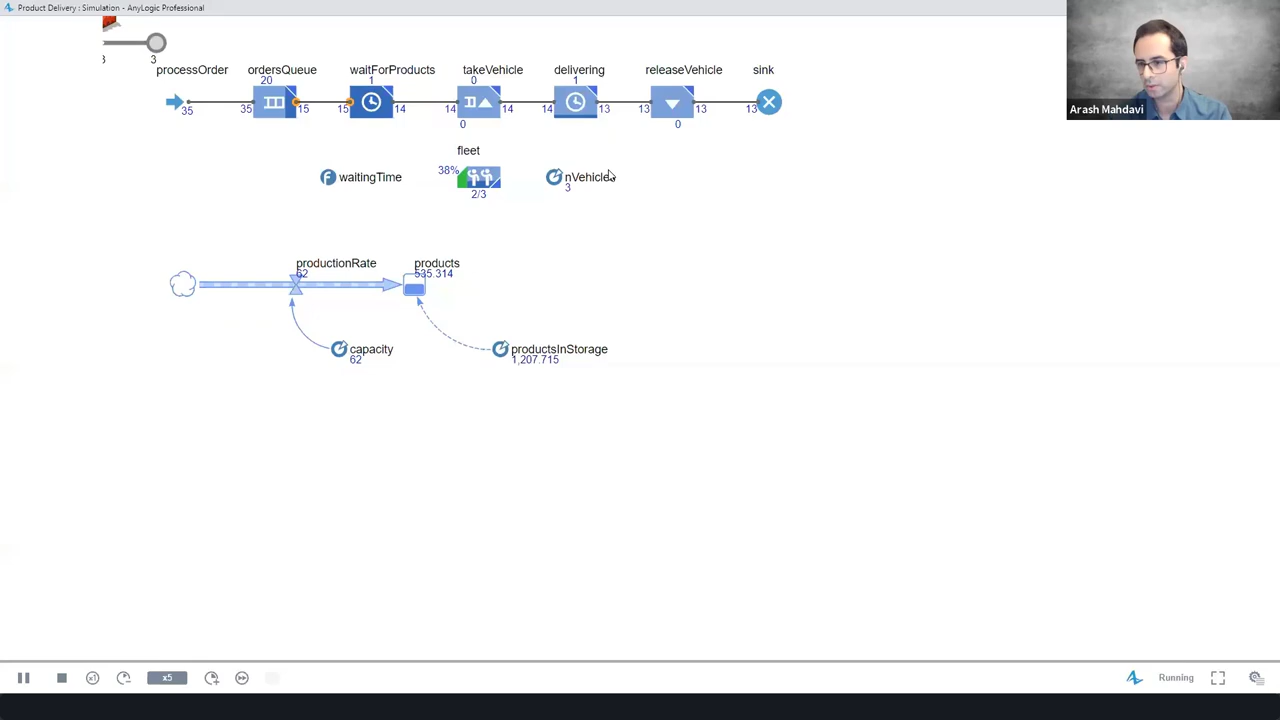 Product Delivery : Simulation - AnyLogic Professional
Arash Mahdavi
3 3
processOrder ordersQueue waitForProducts takeVehicle delivering releaseVehicle sink
20 1 0 1
35 35 15 15 14 14 14 14 13 13 13 13
0 0
fleet
38%
waitingTime nVehicles
2/3 3
productionRate products
62 535.314
capacity productsInStorage
62 1,207.715
x1 x5 Running